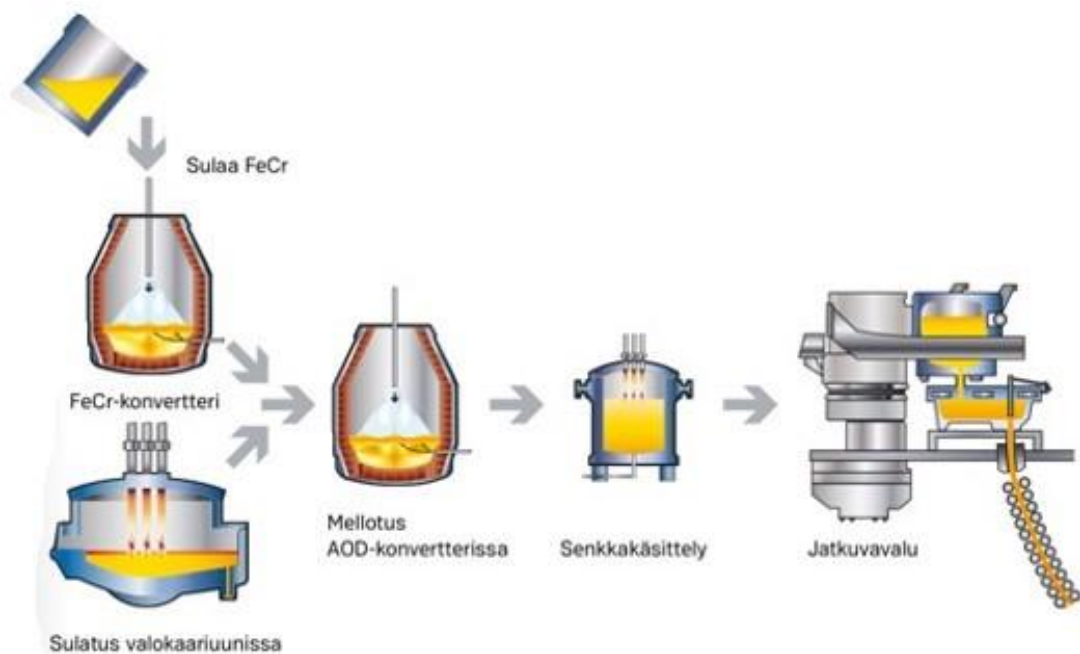 Sulaa FeCr
FeCr-konvertteri
Sulatus valokaariuunissa
Mellotus
AOD-konvertterissa
Senkkakäsittely
Jatkuvavalu